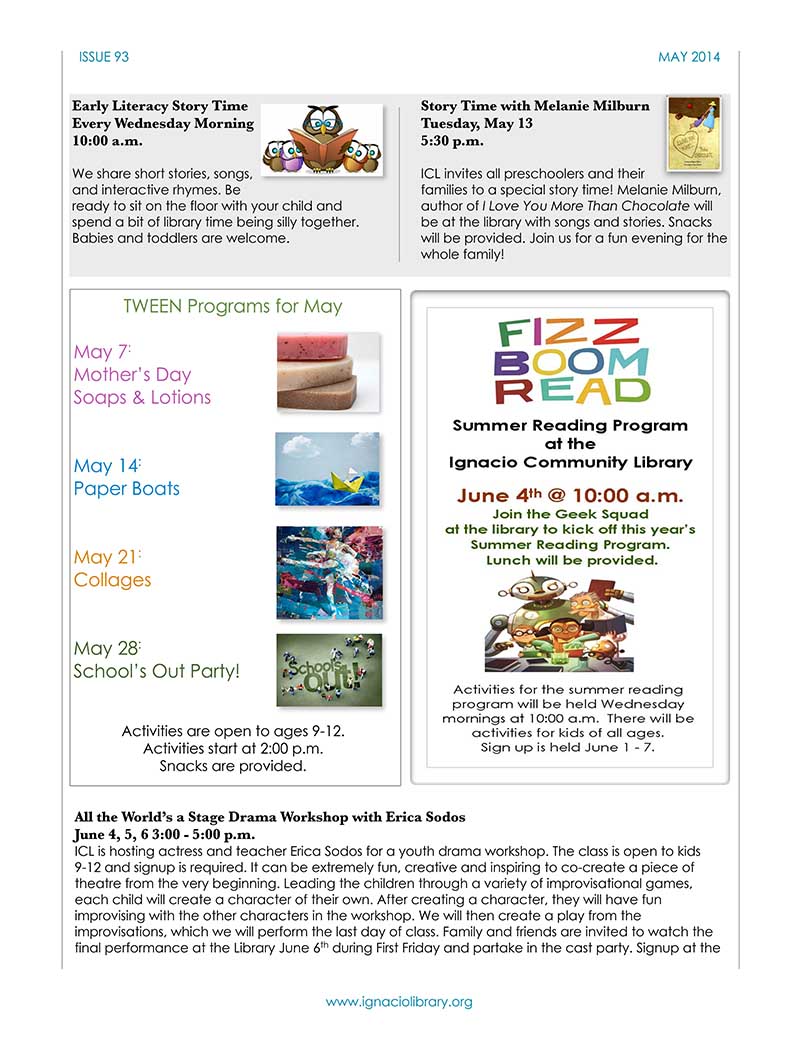 ISSUE 93
MAY 2014
Early Literacy Story Time
Every Wednesday Morning
10:00 a.m.
We share short stories, songs,
and interactive rhymes. Be
ready to sit on the floor with your child and
spend a bit of library time being silly together.
Babies and toddlers are welcome.
Story Time with Melanie Milburn
Tuesday, May 13
5:30 p.m.
ICL invites all preschoolers and their
families to a special story time! Melanie Milburn,
author of I Love You More Than Chocolate will
be at the library with songs and stories. Snacks
will be provided. Join us for a fun evening for the
whole family!
TWEEN Programs for May
May 7:
Mother's Day
Soaps & Lotions
May 14:
Paper Boats
May 21:
Collages
May 28:
School's Out Party!
School's
OUT!
Activities are open to ages 9-12.
Activities start at 2:00 p.m.
Snacks are provided.
FIZZ
BOOM
READ
Summer Reading Program
at the
Ignacio Community Library
June 4th @ 10:00 a.m.
Join the Geek Squad
at the library to kick off this year's
Summer Reading Program.
Lunch will be provided.
Activities for the summer reading
program will be held Wednesday
mornings at 10:00 a.m. There will be
activities for kids of all ages.
Sign up is held June 1 - 7.
All the World's a Stage Drama Workshop with Erica Sodos
June 4, 5, 6 3:00 - 5:00 p.m.
ICL is hosting actress and teacher Erica Sodos for a youth drama workshop. The class is open to kids
9-12 and signup is required. It can be extremely fun, creative and inspiring to co-create a piece of
theatre from the very beginning. Leading the children through a variety of improvisational games,
each child will create a character of their own. After creating a character, they will have fun
improvising with the other characters in the workshop. We will then create a play from the
improvisations, which we will perform the last day of class. Family and friends are invited to watch the
final performance at the Library June 6th during First Friday and partake in the cast party. Signup at the
www.ignaciolibrary.org